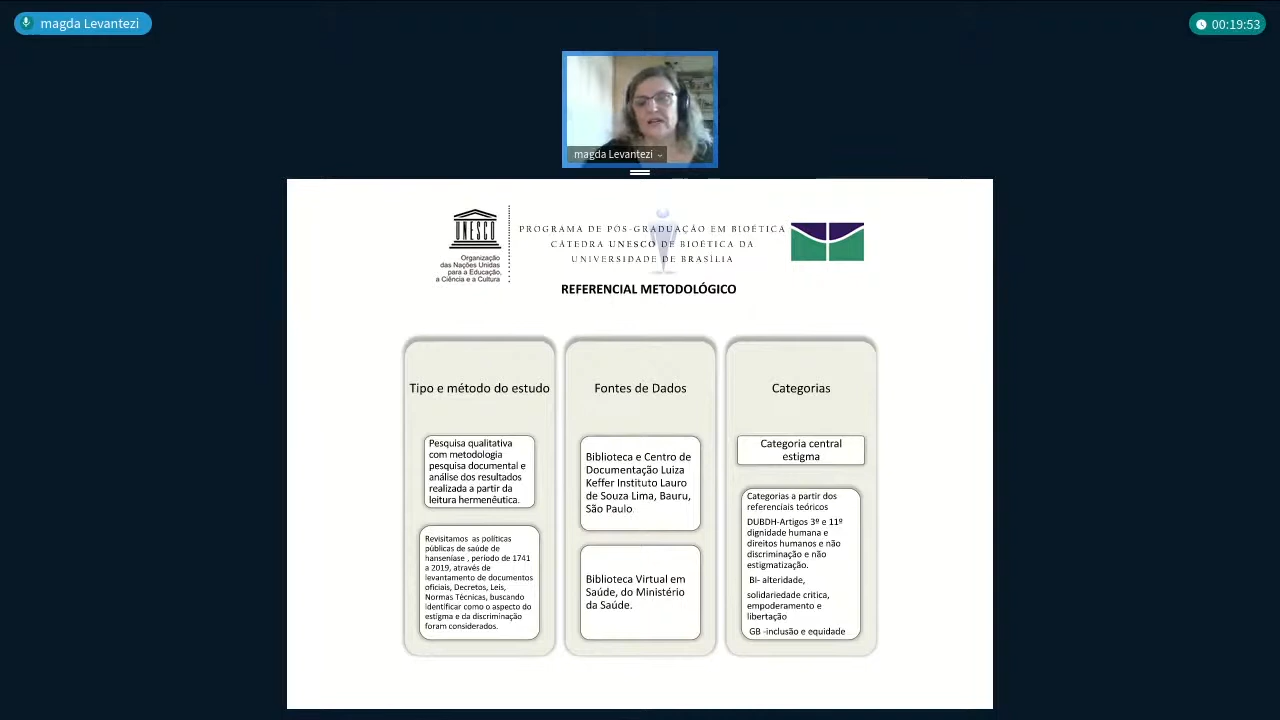 magda Levantezi
00:19:53
magda Levantezi
UNESCO
Organização
das Nações Unidas
para a Educação,
a Ciência e a Cultura
PROGRAMA DE PÓS-GRADUAÇÃO EM BIOÉTICA
CÁTEDRA UNESCO DE BIOÉTICA DA
UNIVERSIDADE DE BRASÍLIA
REFERENCIAL METODOLÓGICO
Tipo e método do estudo
Pesquisa qualitativa
com metodologia
pesquisa documental e
análise dos resultados
realizada a partir da
leitura hermenêutica.
Revisitamos as políticas
públicas de saúde de
hanseníase , período de 1741
a 2019, através de
levantamento de documentos
oficiais, Decretos, Leis,
Normas Técnicas, buscando
identificar como o aspecto do
estigma e da discriminação
foram considerados.
Fontes de Dados
Biblioteca e Centro de
Documentação Luiza
Keffer Instituto Lauro
de Souza Lima, Bauru,
São Paulo
Biblioteca Virtual em
Saúde, do Ministério
da Saúde.
Categorias
Categoria central
estigma
Categorias a partir dos
referenciais teóricos
DUBDH-Artigos 3º e 11º
dignidade humana e
direitos humanos e não
discriminação e não
estigmatização.
BI- alteridade,
solidariedade critica,
empoderamento e
libertação
GB -inclusão e equidade